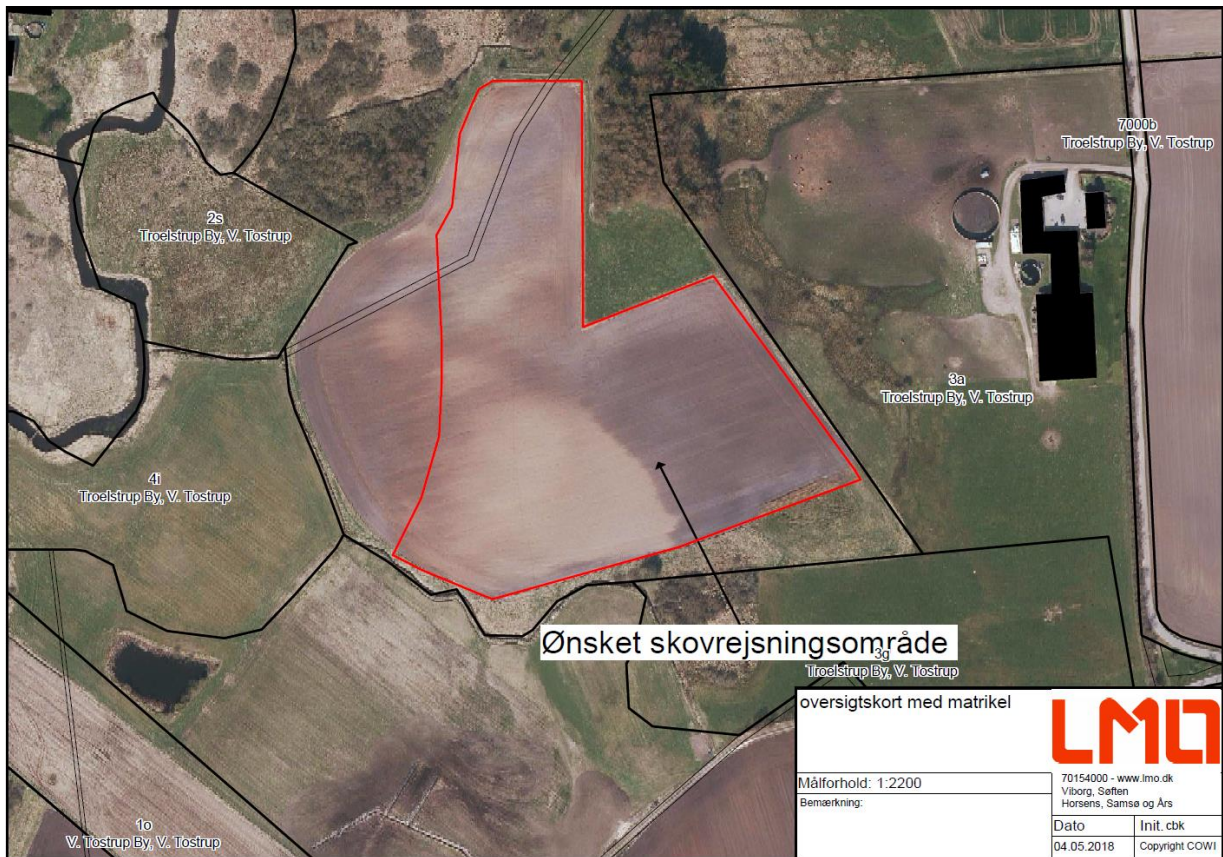 7000b
Troelstrup By, V. Tostrup
2s
Troelstrup By, V. Tostrup
3a
Troelstrup By, V. Tostrup
4i
Troelstrup By, V. Tostrup
Ønsket skovrejsningsområde
3g
Troelstrup By, V. Tostrup
1o
V. Tostrup By, V. Tostrup
oversigtskort med matrikel
LMO
Målforhold: 1:2200
Bemærkning:
70154000 - www.lmo.dk
Viborg, Søften
Horsens, Samsø og Års
Dato
Init. cbk
04.05.2018
Copyright COWI